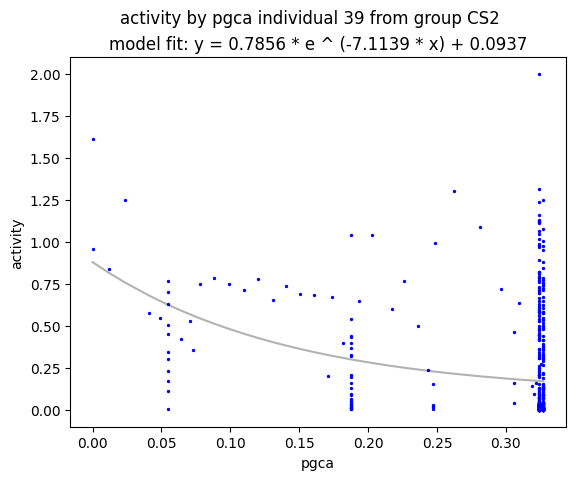 activity by pgca individual 39 from group CS2
model fit: y = 0.7856 * e ^ (-7.1139 * x) + 0.0937
2.00
1.75
1.50
1.25
1.00
0.75
0.50
0.25
0.00
activity
0.00 0.05 0.10 0.15 0.20 0.25 0.30
pgca